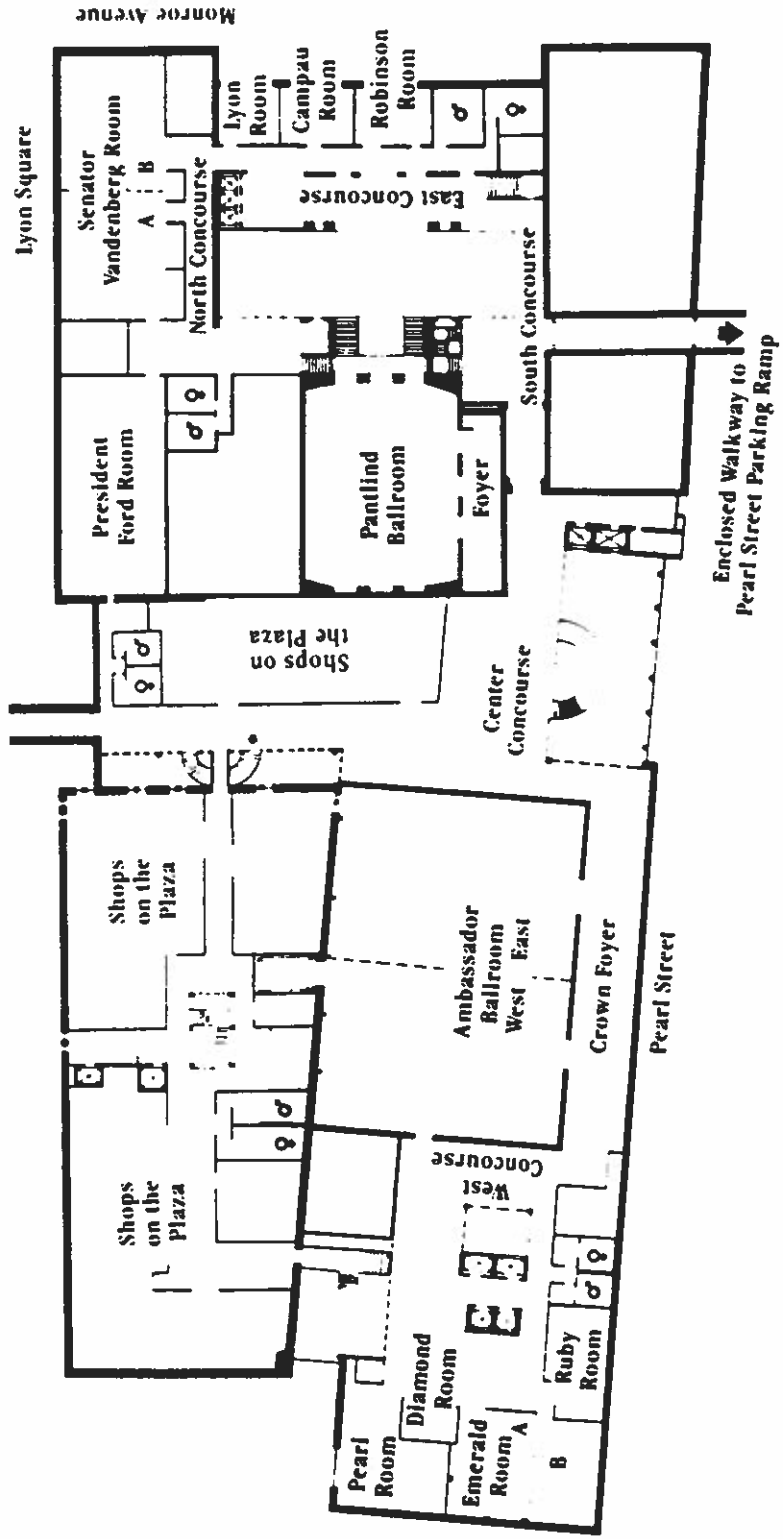 Monroe Avenue
Lyon Square
Senator
Vandenberg Room
A B
North Concourse
Lyon
Room
Campau
Room
Robinson
Room
East Concourse
South Concourse
President
Ford Room
Pantlind
Ballroom
Foyer
Enclosed Walkway to
Pearl Street Parking Ramp
Shops on
the Plaza
Center
Concourse
Shops
on the
Plaza
Ambassador
Ballroom
West East
Crown Foyer
Pearl Street
Shops
on the
Plaza
West
Concourse
Diamond
Room
Pearl
Room
Emerald
Room
A
B
Ruby
Room